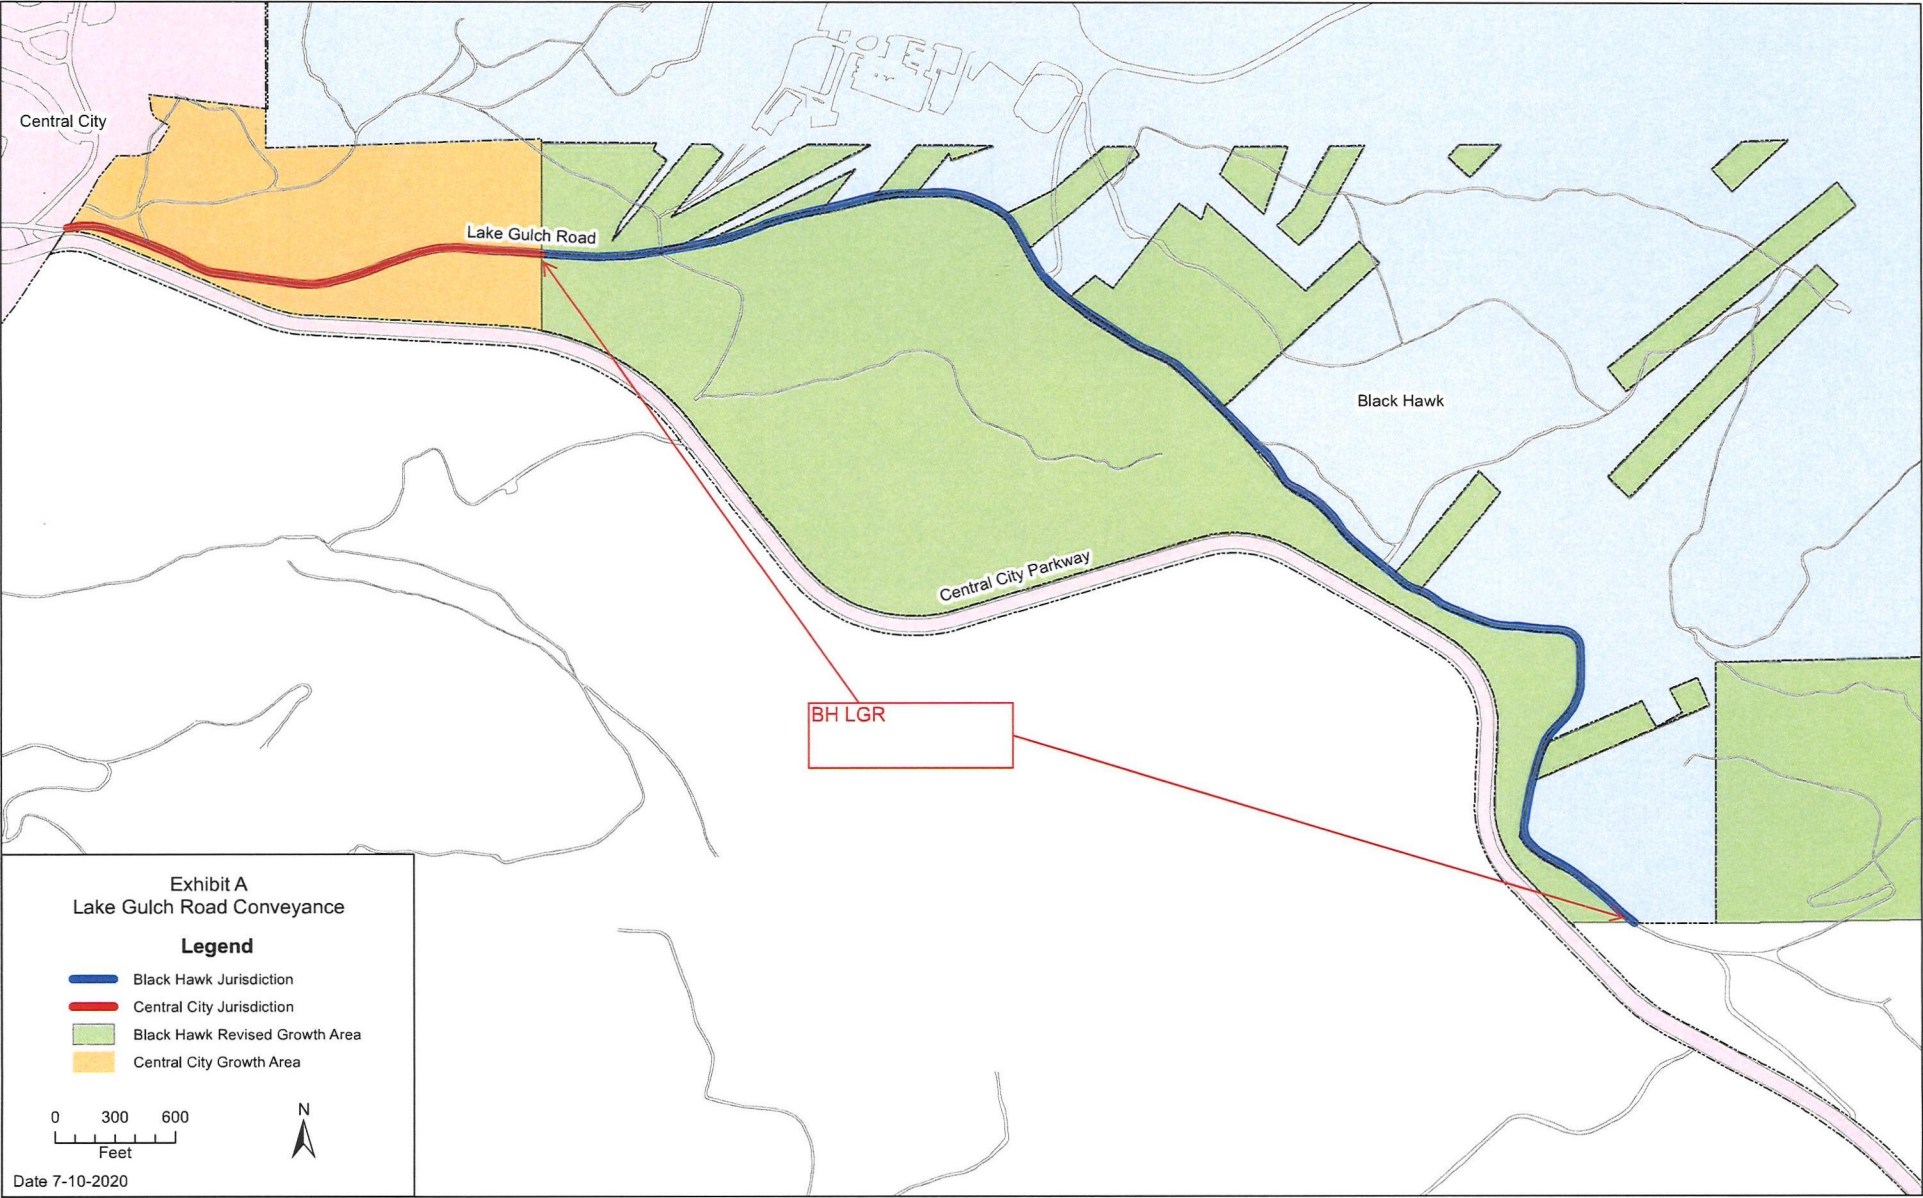 Central City
Lake Gulch Road
Black Hawk
Central City Parkway
BH LGR
Exhibit A
Lake Gulch Road Conveyance
Legend
Black Hawk Jurisdiction
Central City Jurisdiction
Black Hawk Revised Growth Area
Central City Growth Area
0 300 600
Feet
N
Date 7-10-2020